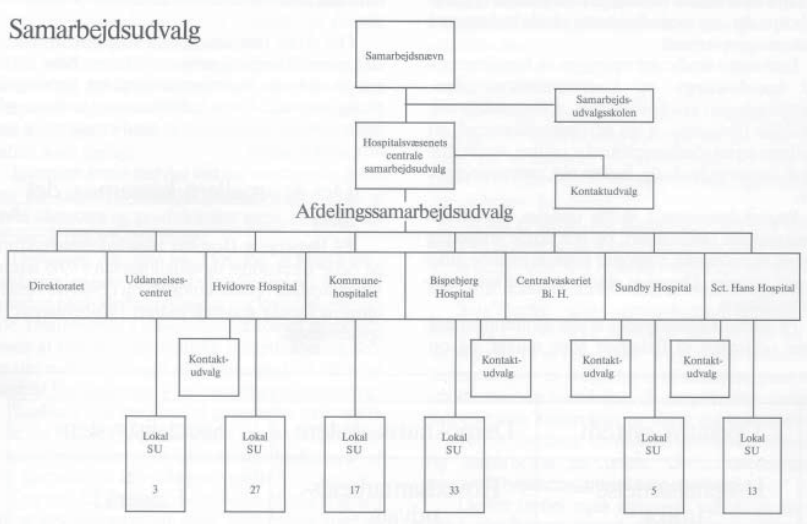 Samarbejdsudvalg
Samarbejdsnævn
Samarbejds-
udvalgsskolen
Hospitalsvæsenets
centrale
samarbejdsudvalg
Kontaktudvalg
Afdelingssamarbejdsudvalg
Direktoratet
Uddannelses-
centret
Hvidovre Hospital
Kommune-
hospitalet
Bispebjerg
Hospital
Centralvaskeriet
Bi. H.
Sundby Hospital
Sct. Hans Hospital
Kontakt-
udvalg
Kontakt-
udvalg
Kontakt-
udvalg
Kontakt-
udvalg
Lokal
SU
3
Lokal
SU
27
Lokal
SU
17
Lokal
SU
33
Lokal
SU
5
Lokal
SU
13